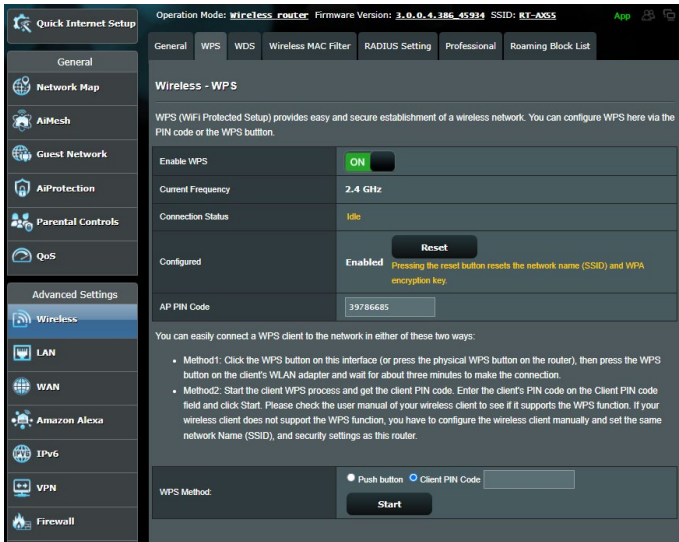 Quick Internet Setup
General
Network Map
AiMesh
Guest Network
AiProtection
Parental Controls
QoS
Advanced Settings
Wireless
LAN
WAN
Amazon Alexa
IPv6
VPN
Firewall
Operation Mode: Wireless router Firmware Version: 3.0.0.4.386_45934 SSID: RT-AX55 App
General WPS WDS Wireless MAC Filter RADIUS Setting Professional Roaming Block List
Wireless - WPS
WPS (WiFi Protected Setup) provides easy and secure establishment of a wireless network. You can configure WPS here via the
PIN code or the WPS buttton.
Enable WPS ON
Current Frequency 2.4 GHz
Connection Status Idle
Configured Enabled Reset
Pressing the reset button resets the network name (SSID) and WPA
encryption key.
AP PIN Code 39786685
You can easily connect a WPS client to the network in either of these two ways:
• Method1: Click the WPS button on this interface (or press the physical WPS button on the router), then press the WPS
button on the client's WLAN adapter and wait for about three minutes to make the connection.
• Method2: Start the client WPS process and get the client PIN code. Enter the client's PIN code on the Client PIN code
field and click Start. Please check the user manual of your wireless client to see if it supports the WPS function. If your
wireless client does not support the WPS function, you have to configure the wireless client manually and set the same
network Name (SSID), and security settings as this router.
WPS Method: Push button Client PIN Code
Start